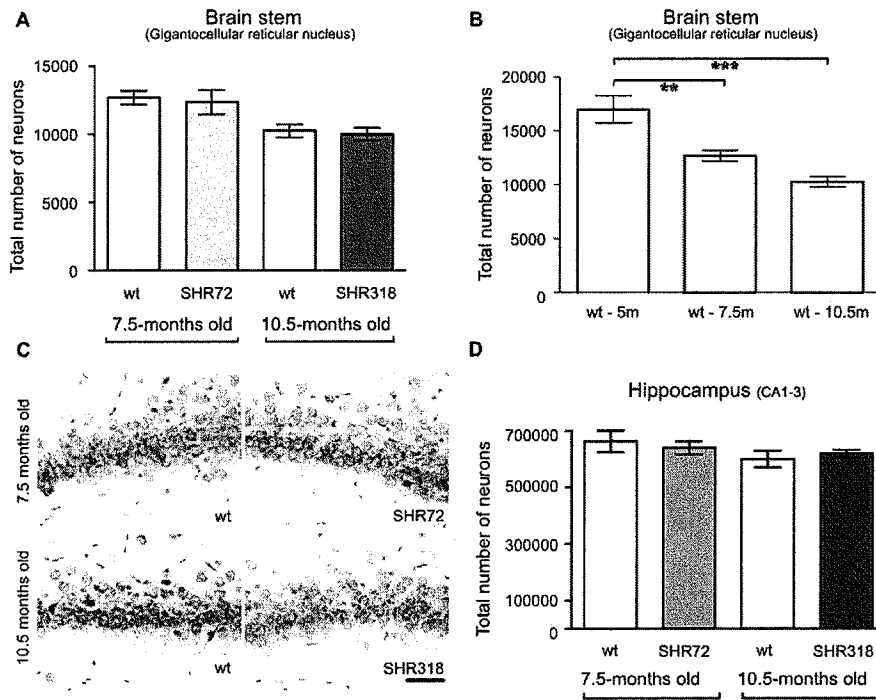 A
Brain stem
(Gigantocellular reticular nucleus)
Total number of neurons
15000
10000
5000
0
wt
SHR72
wt
SHR318
7.5-months old
10.5-months old
B
Brain stem
(Gigantocellular reticular nucleus)
Total number of neurons
20000
15000
10000
5000
0
***
**
wt - 5m
wt - 7.5m
wt - 10.5m
C
7.5 months old
wt
SHR72
10.5 months old
wt
SHR318
D
Hippocampus (CA1-3)
Total number of neurons
700000
500000
300000
100000
wt
SHR72
wt
SHR318
7.5-months old
10.5-months old